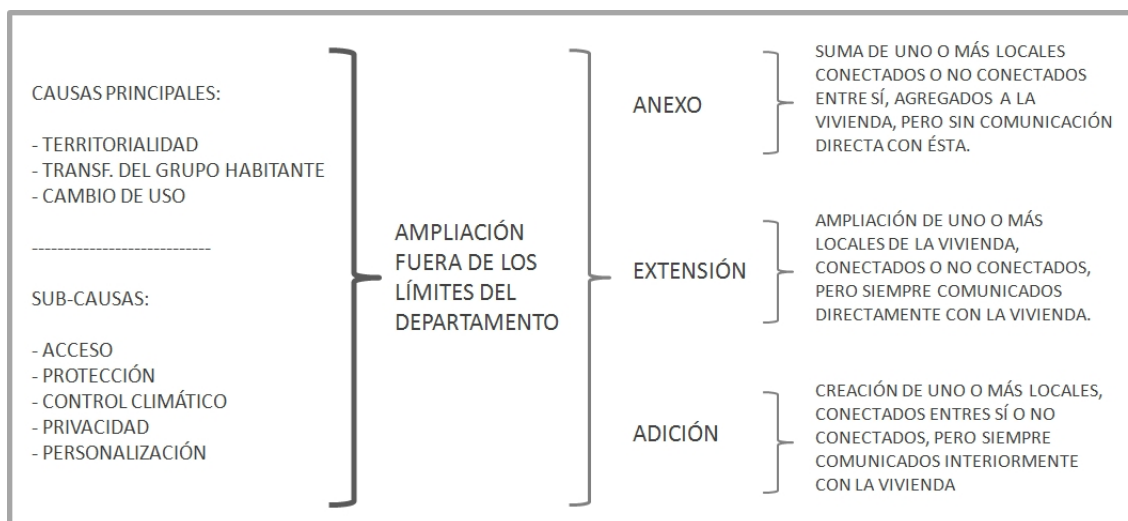 CAUSAS PRINCIPALES:
- TERRITORIALIDAD
- TRANSF. DEL GRUPO HABITANTE
- CAMBIO DE USO
----------------------------
SUB-CAUSAS:
- ACCESO
- PROTECCIÓN
- CONTROL CLIMÁTICO
- PRIVACIDAD
- PERSONALIZACIÓN
AMPLIACIÓN
FUERA DE LOS
LÍMITES DEL
DEPARTAMENTO
ANEXO
SUMA DE UNO O MÁS LOCALES
CONECTADOS O NO CONECTADOS
ENTRE SÍ, AGREGADOS A LA
VIVIENDA, PERO SIN COMUNICACIÓN
DIRECTA CON ÉSTA.
EXTENSIÓN
AMPLIACIÓN DE UNO O MÁS
LOCALES DE LA VIVIENDA,
CONECTADOS O NO CONECTADOS,
PERO SIEMPRE COMUNICADOS
DIRECTAMENTE CON LA VIVIENDA.
ADICIÓN
CREACIÓN DE UNO O MÁS LOCALES,
CONECTADOS ENTRES SÍ O NO
CONECTADOS, PERO SIEMPRE
COMUNICADOS INTERIORMENTE
CON LA VIVIENDA